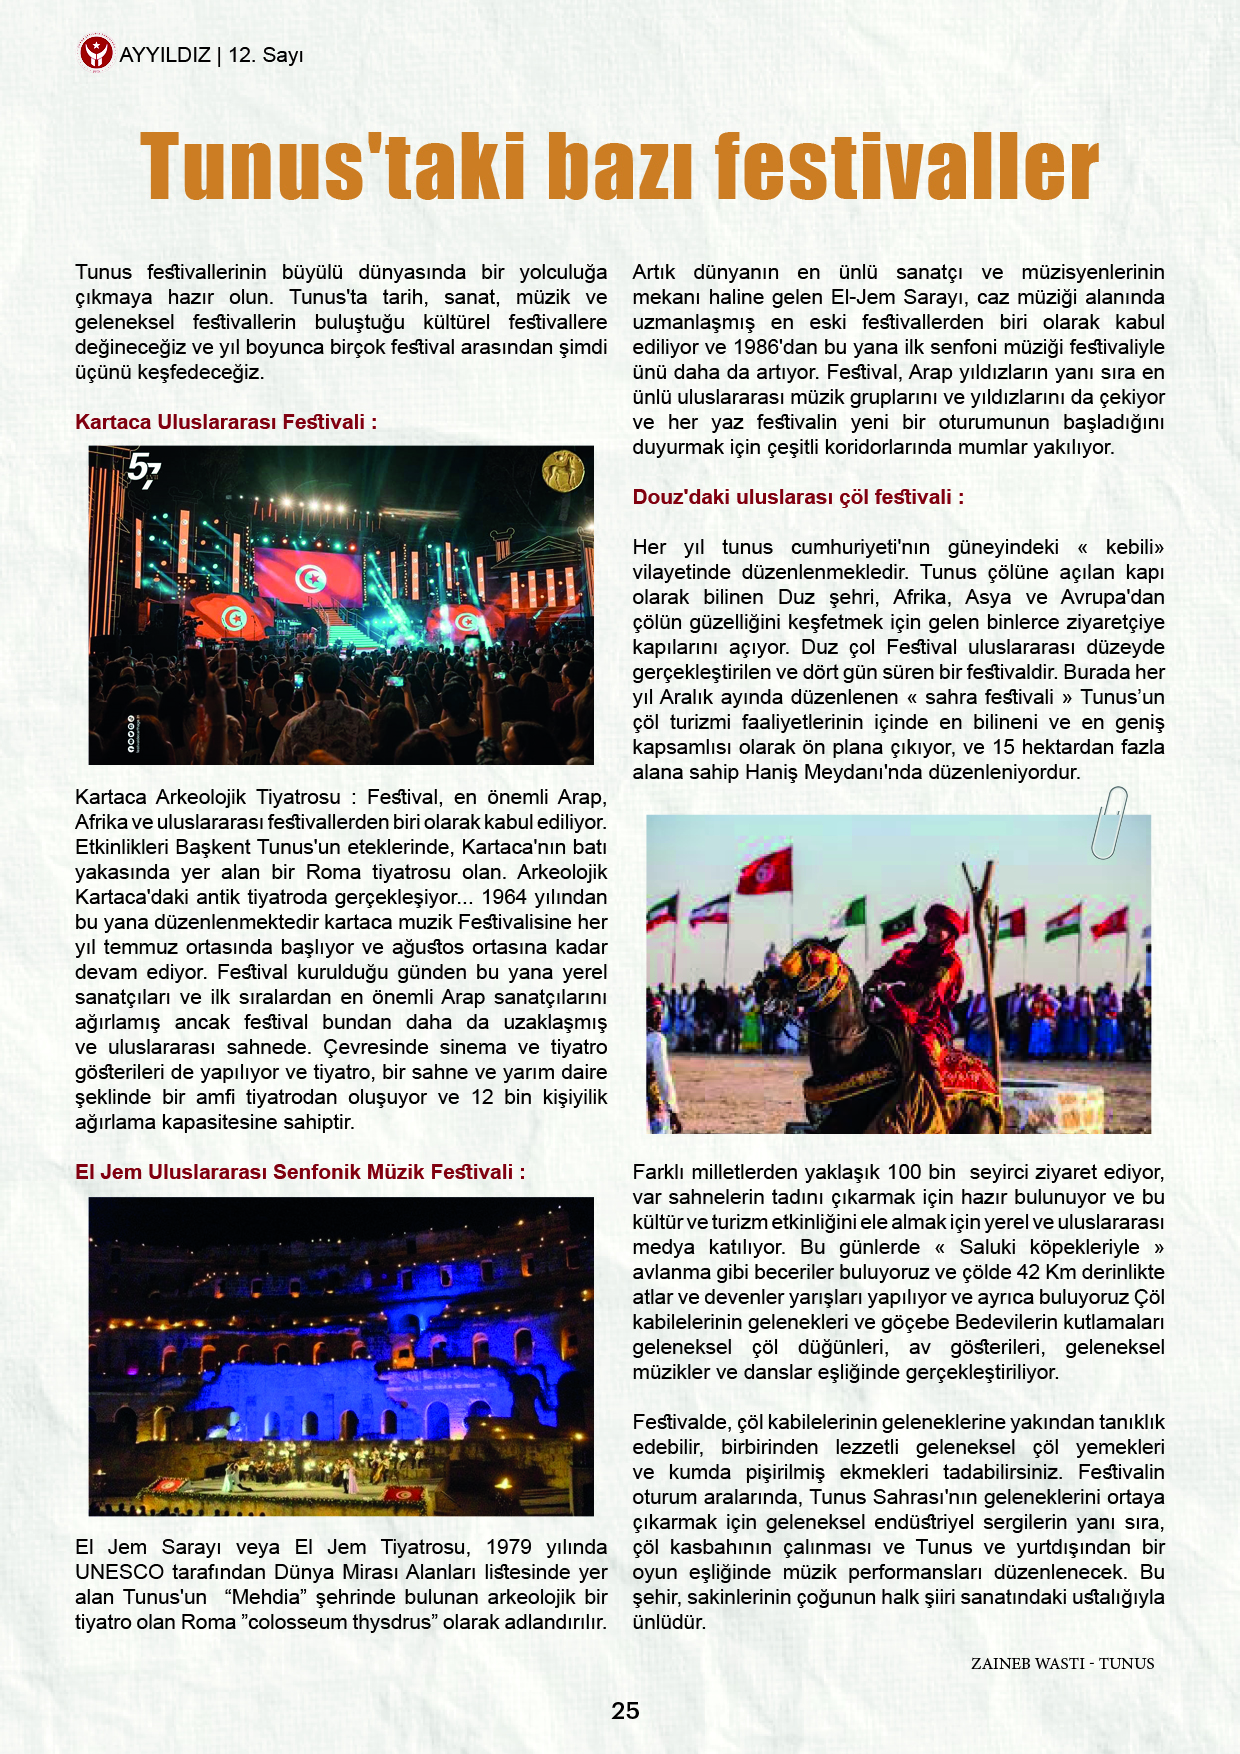 AYYILDIZ | 12. Sayı
Tunus'taki bazı festivaller
Tunus festivallerinin büyülü dünyasında bir yolculuğa
çıkmaya hazır olun. Tunus'ta tarih, sanat, müzik ve
geleneksel festivallerin buluştuğu kültürel festivallere
değineceğiz ve yıl boyunca birçok festival arasından şimdi
üçünü keşfedeceğiz.
Kartaca Uluslararası Festivali :
57
Kartaca Arkeolojik Tiyatrosu : Festival, en önemli Arap,
Afrika ve uluslararası festivallerden biri olarak kabul ediliyor.
Etkinlikleri Başkent Tunus'un eteklerinde, Kartaca'nın batı
yakasında yer alan bir Roma tiyatrosu olan. Arkeolojik
Kartaca'daki antik tiyatroda gerçekleşiyor... 1964 yılından
bu yana düzenlenmektedir kartaca muzik Festivalisine her
yıl temmuz ortasında başlıyor ve ağustos ortasına kadar
devam ediyor. Festival kurulduğu günden bu yana yerel
sanatçıları ve ilk sıralardan en önemli Arap sanatçılarını
ağırlamış ancak festival bundan daha da uzaklaşmış
ve uluslararası sahnede. Çevresinde sinema ve tiyatro
gösterileri de yapılıyor ve tiyatro, bir sahne ve yarım daire
şeklinde bir amfi tiyatrodan oluşuyor ve 12 bin kişiyilik
ağırlama kapasitesine sahiptir.
El Jem Uluslararası Senfonik Müzik Festivali :
El Jem Sarayı veya El Jem Tiyatrosu, 1979 yılında
UNESCO tarafından Dünya Mirası Alanları listesinde yer
alan Tunus'un “Mehdia” şehrinde bulunan arkeolojik bir
tiyatro olan Roma ”colosseum thysdrus” olarak adlandırılır.
Artık dünyanın en ünlü sanatçı ve müzisyenlerinin
mekanı haline gelen El-Jem Sarayı, caz müziği alanında
uzmanlaşmış en eski festivallerden biri olarak kabul
ediliyor ve 1986'dan bu yana ilk senfoni müziği festivaliyle
ünü daha da artıyor. Festival, Arap yıldızların yanı sıra en
ünlü uluslararası müzik gruplarını ve yıldızlarını da çekiyor
ve her yaz festivalin yeni bir oturumunun başladığını
duyurmak için çeşitli koridorlarında mumlar yakılıyor.
Douz'daki uluslarası çöl festivali :
Her yıl tunus cumhuriyeti'nın güneyindeki « kebili»
vilayetinde düzenlenmekledir. Tunus çölüne açılan kapı
olarak bilinen Duz şehri, Afrika, Asya ve Avrupa'dan
çölün güzelliğini keşfetmek için gelen binlerce ziyaretçiye
kapılarını açıyor. Duz çol Festival uluslararası düzeyde
gerçekleştirilen ve dört gün süren bir festivaldir. Burada her
yıl Aralık ayında düzenlenen « sahra festivali » Tunus’un
çöl turizmi faaliyetlerinin içinde en bilineni ve en geniş
kapsamlısı olarak ön plana çıkıyor, ve 15 hektardan fazla
alana sahip Haniş Meydanı'nda düzenleniyordur.
Farklı milletlerden yaklaşık 100 bin seyirci ziyaret ediyor,
var sahnelerin tadını çıkarmak için hazır bulunuyor ve bu
kültür ve turizm etkinliğini ele almak için yerel ve uluslararası
medya katılıyor. Bu günlerde « Saluki köpekleriyle »
avlanma gibi beceriler buluyoruz ve çölde 42 Km derinlikte
atlar ve devenler yarışları yapılıyor ve ayrıca buluyoruz Çöl
kabilelerinin gelenekleri ve göçebe Bedevilerin kutlamaları
geleneksel çöl düğünleri, av gösterileri, geleneksel
müzikler ve danslar eşliğinde gerçekleştiriliyor.
Festivalde, çöl kabilelerinin geleneklerine yakından tanıklık
edebilir, birbirinden lezzetli geleneksel çöl yemekleri
ve kumda pişirilmiş ekmekleri tadabilirsiniz. Festivalin
oturum aralarında, Tunus Sahrası'nın geleneklerini ortaya
çıkarmak için geleneksel endüstriyel sergilerin yanı sıra,
çöl kasbahının çalınması ve Tunus ve yurtdışından bir
oyun eşliğinde müzik performansları düzenlenecek. Bu
şehir, sakinlerinin çoğunun halk şiiri sanatındaki ustalığıyla
ünlüdür.
ZAINEB WASTI - TUNUS
25